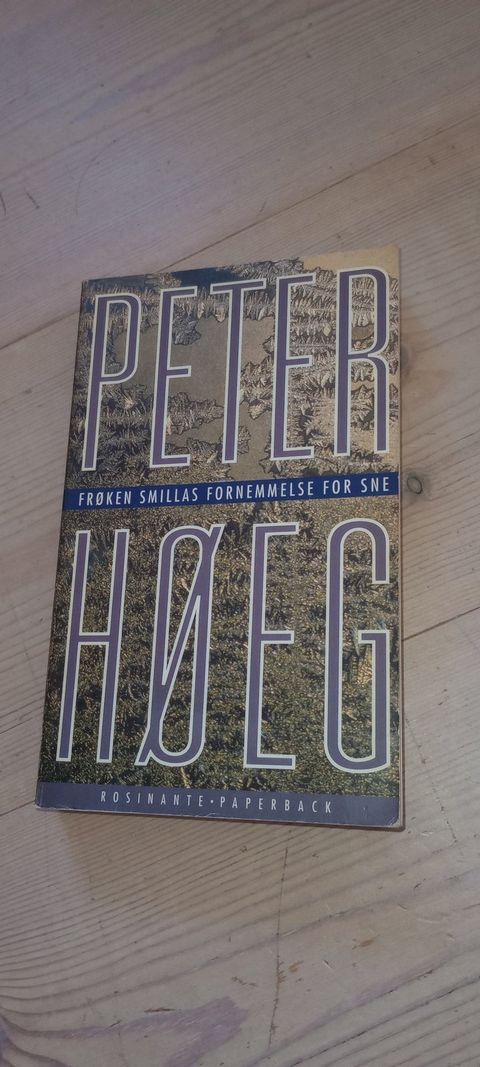 PETER
FRØKEN SMILLAS FORNEMMELSE FOR SNE
HØEG
ROSINANTE • PAPERBACK